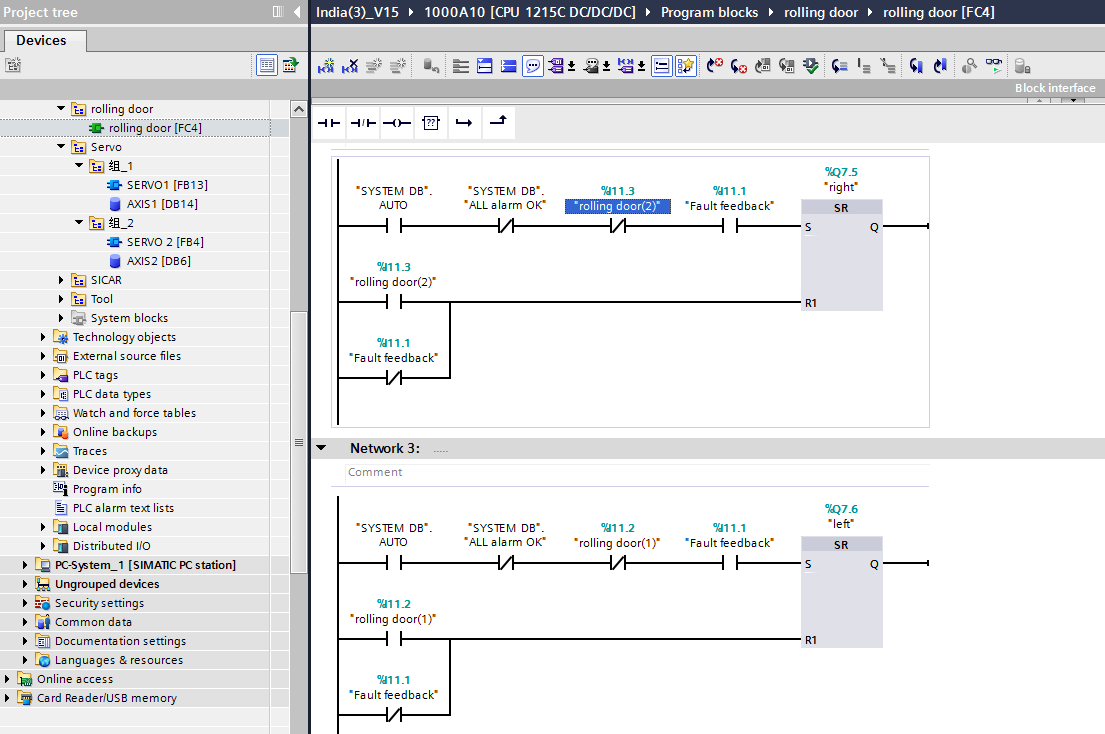 Project tree
India(3)_V15 ▸ 1000A10 [CPU 1215C DC/DC/DC] ▸ Program blocks ▸ rolling door ▸ rolling door [FC4]
Devices
Block interface
rolling door
rolling door [FC4]
Servo
组_1
SERVO1 [FB13]
AXIS1 [DB14]
组_2
SERVO 2 [FB4]
AXIS2 [DB6]
SICAR
Tool
System blocks
Technology objects
External source files
PLC tags
PLC data types
Watch and force tables
Online backups
Traces
Device proxy data
Program info
PLC alarm text lists
Local modules
Distributed I/O
PC-System_1 [SIMATIC PC station]
Ungrouped devices
Security settings
Common data
Documentation settings
Languages & resources
Online access
Card Reader/USB memory
??
%Q7.5
"right"
"SYSTEM DB".
AUTO
"SYSTEM DB".
"ALL alarm OK"
%I11.3
"rolling door(2)"
%I11.1
"Fault feedback"
SR
S
Q
%I11.3
"rolling door(2)"
R1
%I11.1
"Fault feedback"
Network 3: .....
Comment
%Q7.6
"left"
"SYSTEM DB".
AUTO
"SYSTEM DB".
"ALL alarm OK"
%I11.2
"rolling door(1)"
%I11.1
"Fault feedback"
SR
S
Q
%I11.2
"rolling door(1)"
R1
%I11.1
"Fault feedback"